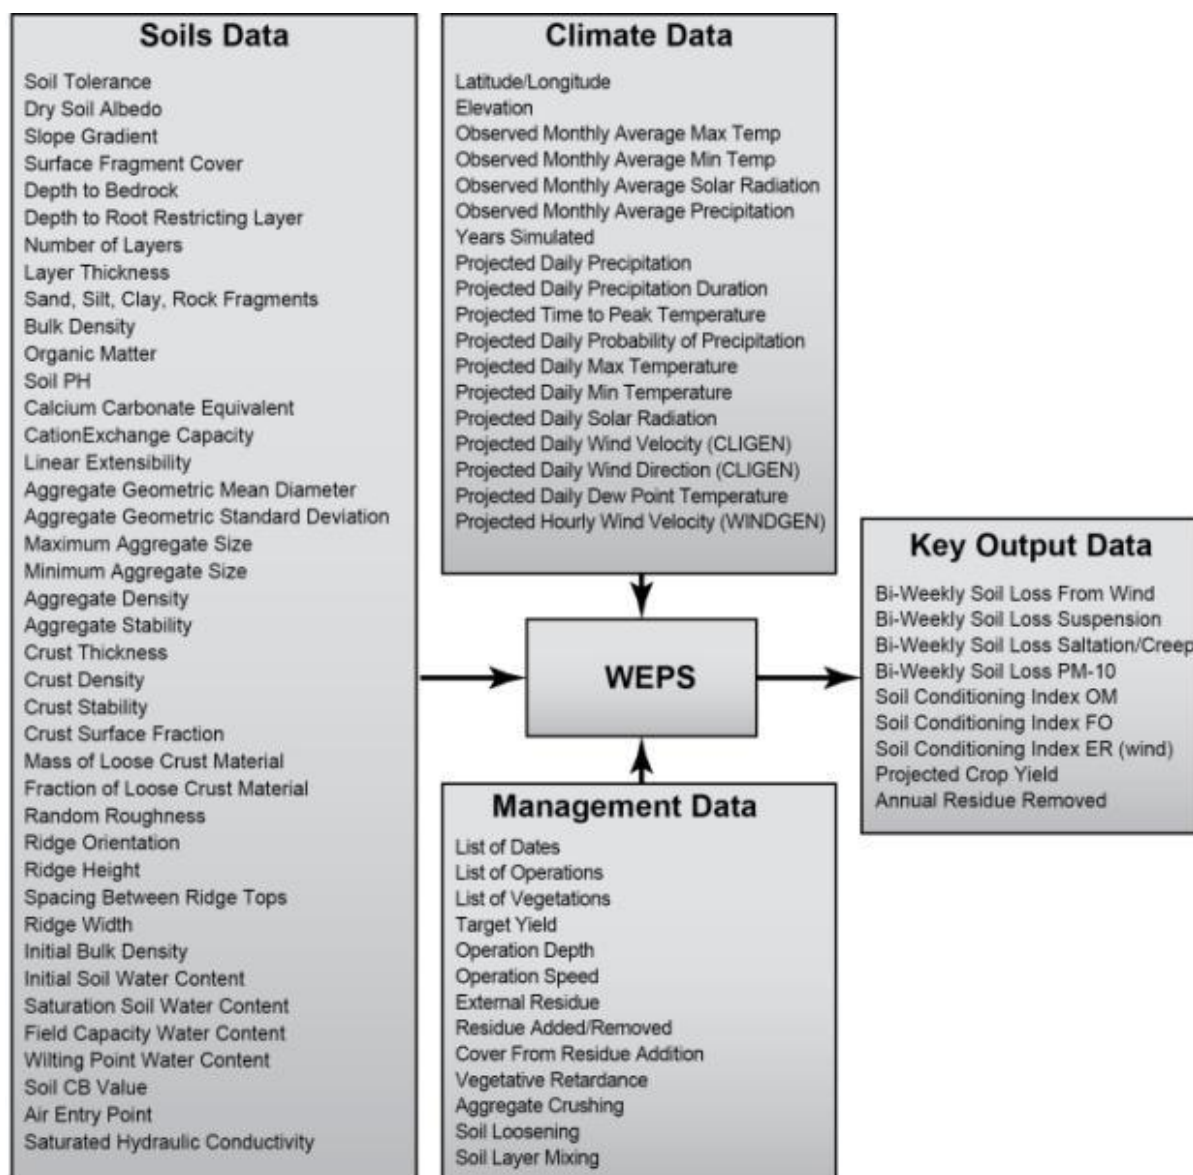 Soils Data
Soil Tolerance
Dry Soil Albedo
Slope Gradient
Surface Fragment Cover
Depth to Bedrock
Depth to Root Restricting Layer
Number of Layers
Layer Thickness
Sand, Silt, Clay, Rock Fragments
Bulk Density
Organic Matter
Soil PH
Calcium Carbonate Equivalent
CationExchange Capacity
Linear Extensibility
Aggregate Geometric Mean Diameter
Aggregate Geometric Standard Deviation
Maximum Aggregate Size
Minimum Aggregate Size
Aggregate Density
Aggregate Stability
Crust Thickness
Crust Density
Crust Stability
Crust Surface Fraction
Mass of Loose Crust Material
Fraction of Loose Crust Material
Random Roughness
Ridge Orientation
Ridge Height
Spacing Between Ridge Tops
Ridge Width
Initial Bulk Density
Initial Soil Water Content
Saturation Soil Water Content
Field Capacity Water Content
Wilting Point Water Content
Soil CB Value
Air Entry Point
Saturated Hydraulic Conductivity
Climate Data
Latitude/Longitude
Elevation
Observed Monthly Average Max Temp
Observed Monthly Average Min Temp
Observed Monthly Average Solar Radiation
Observed Monthly Average Precipitation
Years Simulated
Projected Daily Precipitation
Projected Daily Precipitation Duration
Projected Time to Peak Temperature
Projected Daily Probability of Precipitation
Projected Daily Max Temperature
Projected Daily Min Temperature
Projected Daily Solar Radiation
Projected Daily Wind Velocity (CLIGEN)
Projected Daily Wind Direction (CLIGEN)
Projected Daily Dew Point Temperature
Projected Hourly Wind Velocity (WINDGEN)
WEPS
Management Data
List of Dates
List of Operations
List of Vegetations
Target Yield
Operation Depth
Operation Speed
External Residue
Residue Added/Removed
Cover From Residue Addition
Vegetative Retardance
Aggregate Crushing
Soil Loosening
Soil Layer Mixing
Key Output Data
Bi-Weekly Soil Loss From Wind
Bi-Weekly Soil Loss Suspension
Bi-Weekly Soil Loss Saltation/Creep
Bi-Weekly Soil Loss PM-10
Soil Conditioning Index OM
Soil Conditioning Index FO
Soil Conditioning Index ER (wind)
Projected Crop Yield
Annual Residue Removed